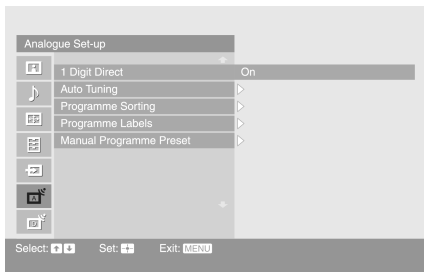 Analogue Set-up
1 Digit Direct On
Auto Tuning
Programme Sorting
Programme Labels
Manual Programme Preset
A
Select: Set: Exit: MENU